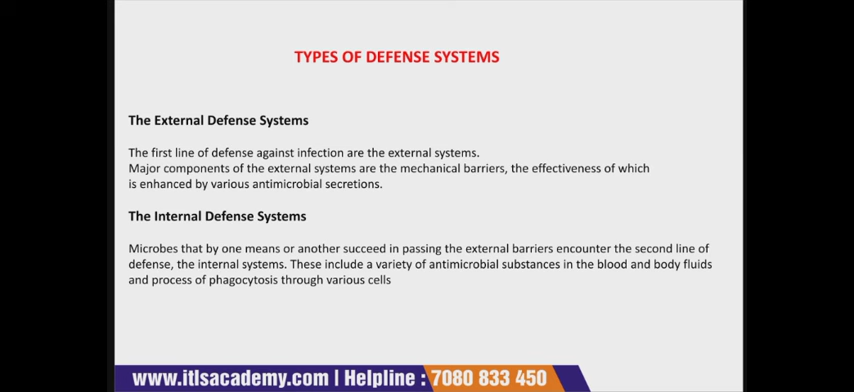 TYPES OF DEFENSE SYSTEMS
The External Defense Systems
The first line of defense against infection are the external systems.
Major components of the external systems are the mechanical barriers, the effectiveness of which
is enhanced by various antimicrobial secretions.
The Internal Defense Systems
Microbes that by one means or another succeed in passing the external barriers encounter the second line of
defense, the internal systems. These include a variety of antimicrobial substances in the blood and body fluids
and process of phagocytosis through various cells
www.itlsacademy.com | Helpline : 7080 833 450